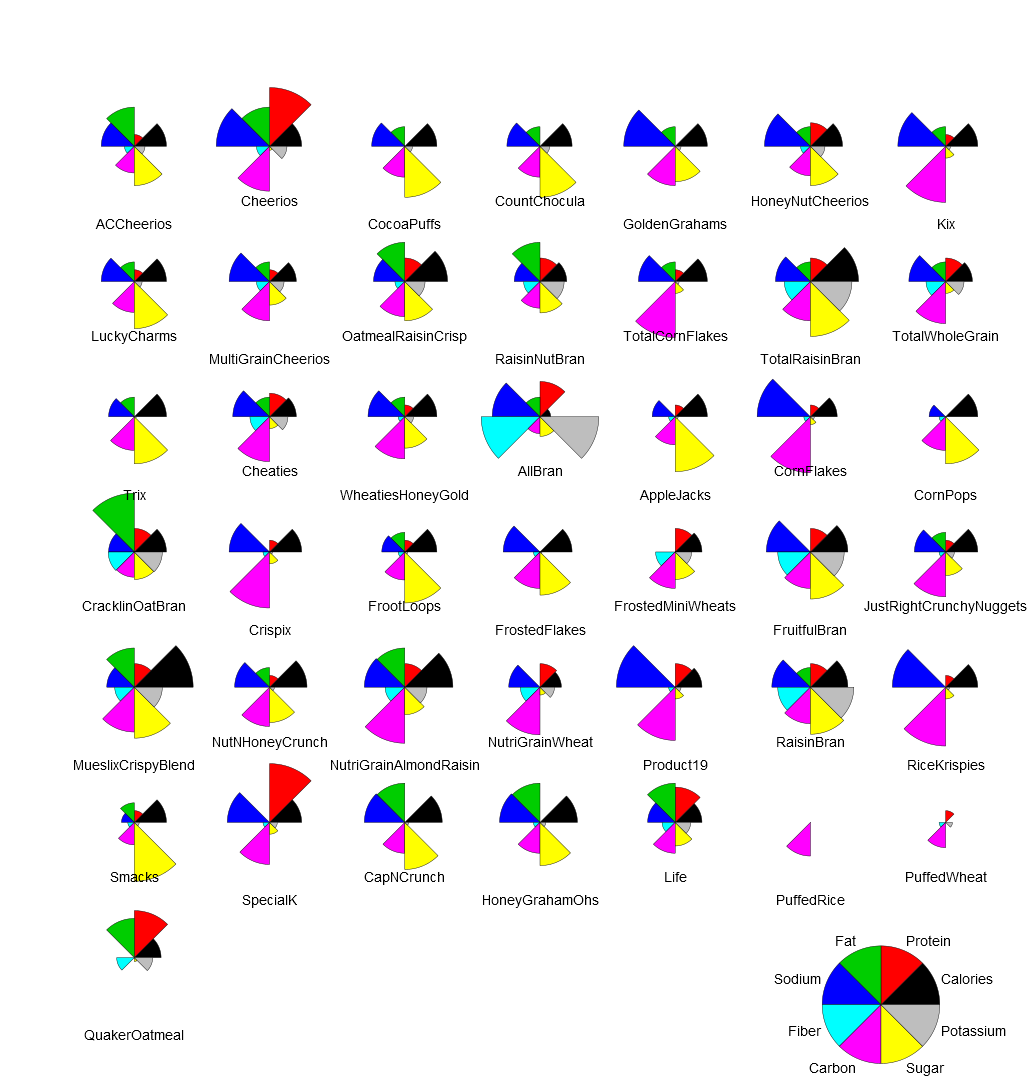 Cheerios
CountChocula
HoneyNutCheerios
ACCheerios
CocoaPuffs
GoldenGrahams
Kix
LuckyCharms
OatmealRaisinCrisp
TotalCornFlakes
TotalWholeGrain
MultiGrainCheerios
RaisinNutBran
TotalRaisinBran
Cheaties
AllBran
CornFlakes
Trix
WheatiesHoneyGold
AppleJacks
CornPops
CracklinOatBran
FrootLoops
FrostedMiniWheats
JustRightCrunchyNuggets
Crispix
FrostedFlakes
FruitfulBran
NutNHoneyCrunch
NutriGrainWheat
RaisinBran
MueslixCrispyBlend
NutriGrainAlmondRaisin
Product19
RiceKrispies
Smacks
CapNCrunch
Life
PuffedWheat
SpecialK
HoneyGrahamOhs
PuffedRice
Fat
Protein
Sodium
Calories
Fiber
Potassium
QuakerOatmeal
Carbon
Sugar